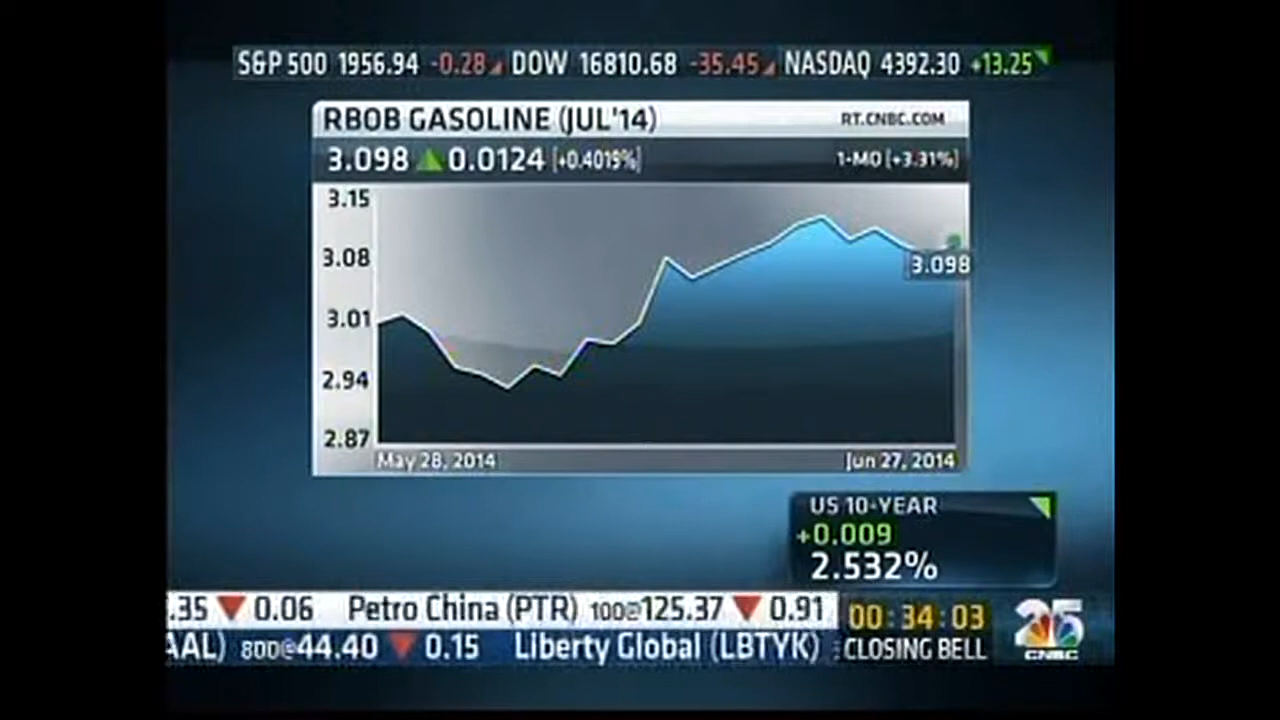 S&P 500 1956.94 -0.28 DOW 16810.68 -35.45 NASDAQ 4392.30 +13.25
RBOB GASOLINE (JUL'14) RT.CNBC.COM
3.098 0.0124 [+0.4019%] 1-MO [+3.31%]
3.15
3.08
3.098
3.01
2.94
2.87
May 28, 2014 Jun 27, 2014
US 10-YEAR
+0.009
2.532%
.35 0.06 Petro China (PTR) 100@125.37 0.91 00:34:03
AAL) 800@44.40 0.15 Liberty Global (LBTYK) CLOSING BELL
25
CNBC